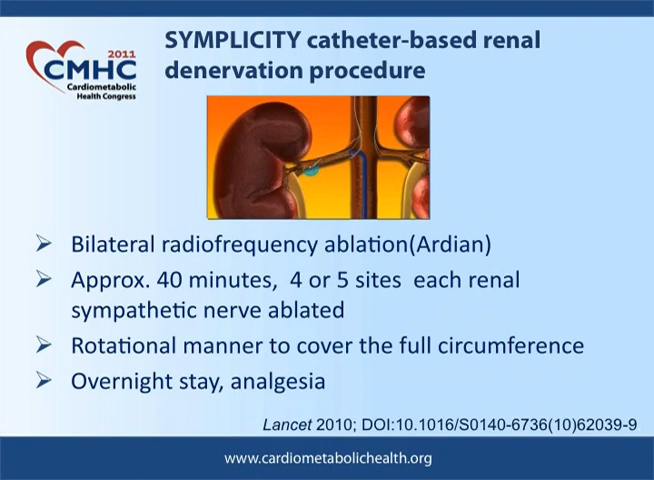 2011
CMHC
Cardiometabolic
Health Congress
SYMPLICITY catheter-based renal
denervation procedure
➢ Bilateral radiofrequency ablation(Ardian)
➢ Approx. 40 minutes, 4 or 5 sites each renal
sympathetic nerve ablated
➢ Rotational manner to cover the full circumference
➢ Overnight stay, analgesia
Lancet 2010; DOI:10.1016/S0140-6736(10)62039-9
www.cardiometabolichealth.org